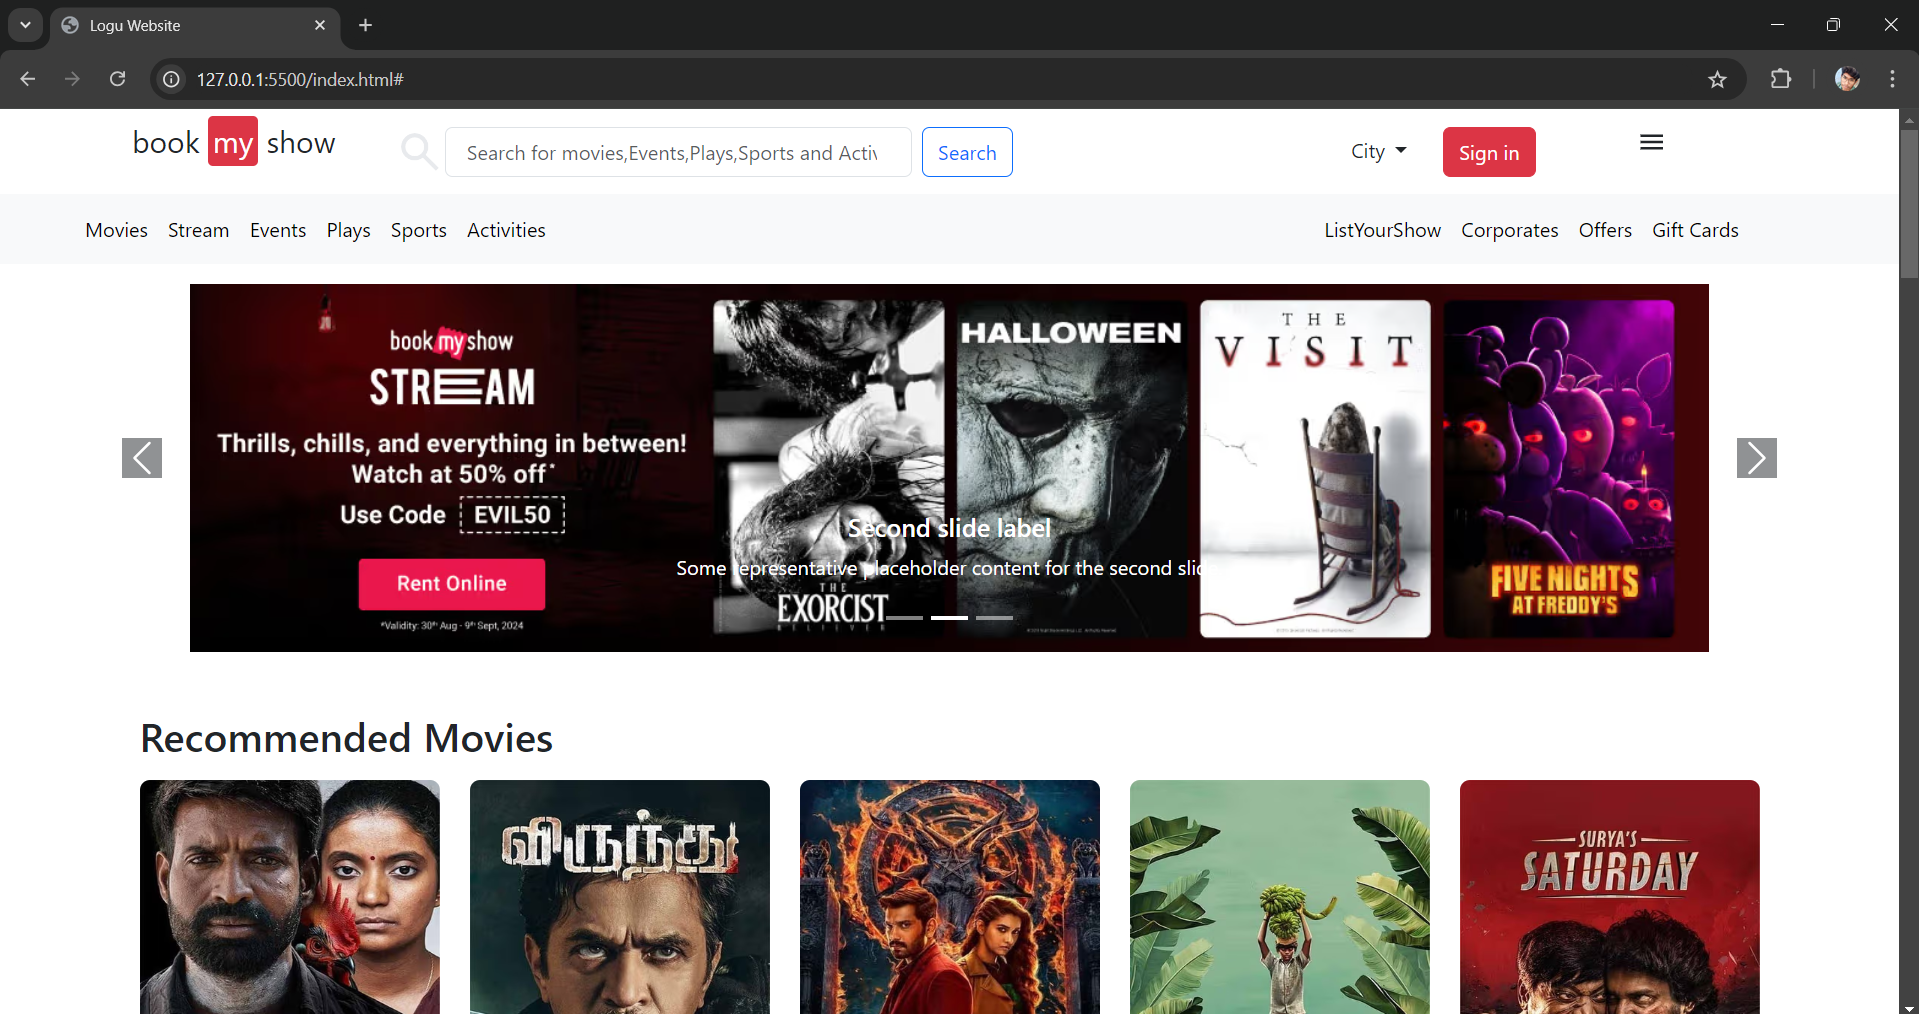 Logu Website
127.0.0.1:5500/index.html#
book my show
Search for movies,Events,Plays,Sports and Activ
Search
City
Sign in
Movies Stream Events Plays Sports Activities
ListYourShow Corporates Offers Gift Cards
book my show
STREAM
Thrills, chills, and everything in between!
Watch at 50% off*
Use Code EVIL50
Rent Online
*Validity: 30th Aug - 9th Sept, 2024
THE
EXORCIST
BELIEVER
HALLOWEEN
THE
VISIT
FIVE NIGHTS
AT FREDDY'S
Second slide label
Some representative placeholder content for the second slid
Recommended Movies
விருந்து
SURYA'S
SATURDAY